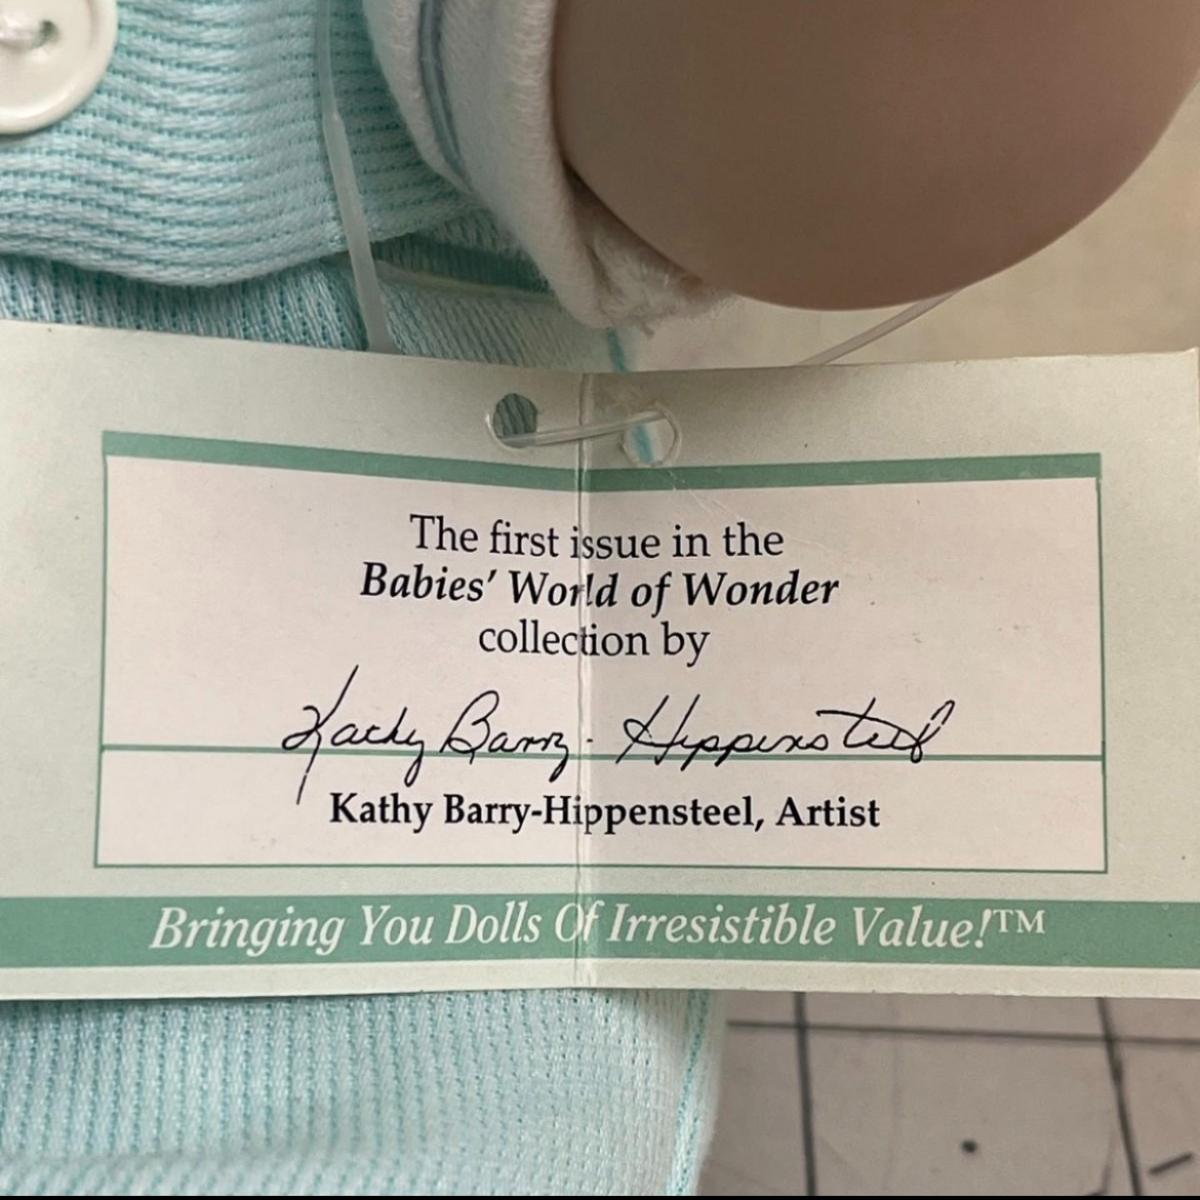 The first issue in the
Babies' World of Wonder
collection by
Kathy Barry-Hippensteel
Kathy Barry-Hippensteel, Artist
Bringing You Dolls Of Irresistible Value!™